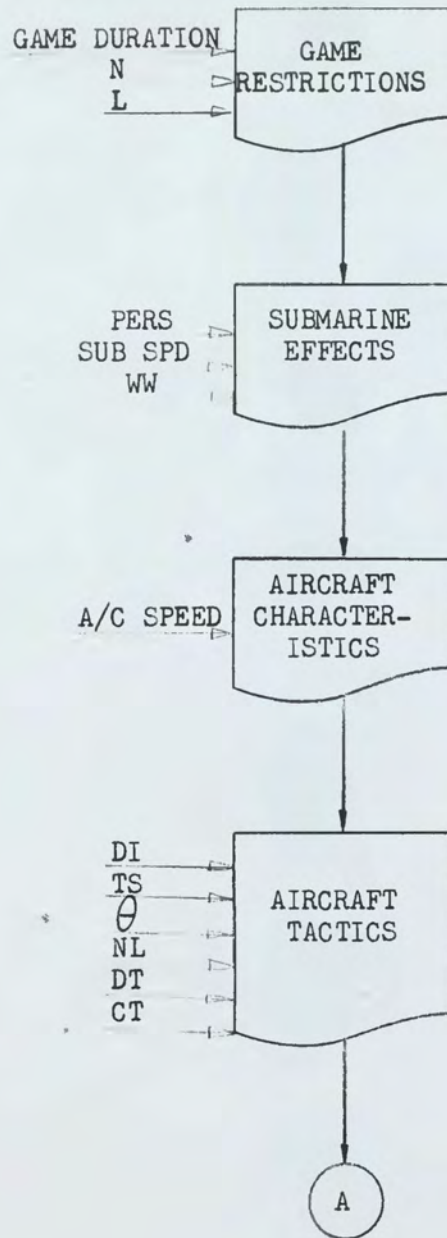 GAME DURATION
N
L
GAME
RESTRICTIONS
PERS
SUB SPD
WW
SUBMARINE
EFFECTS
A/C SPEED
AIRCRAFT
CHARACTER-
ISTICS
DI
TS
θ
NL
DT
CT
AIRCRAFT
TACTICS
A